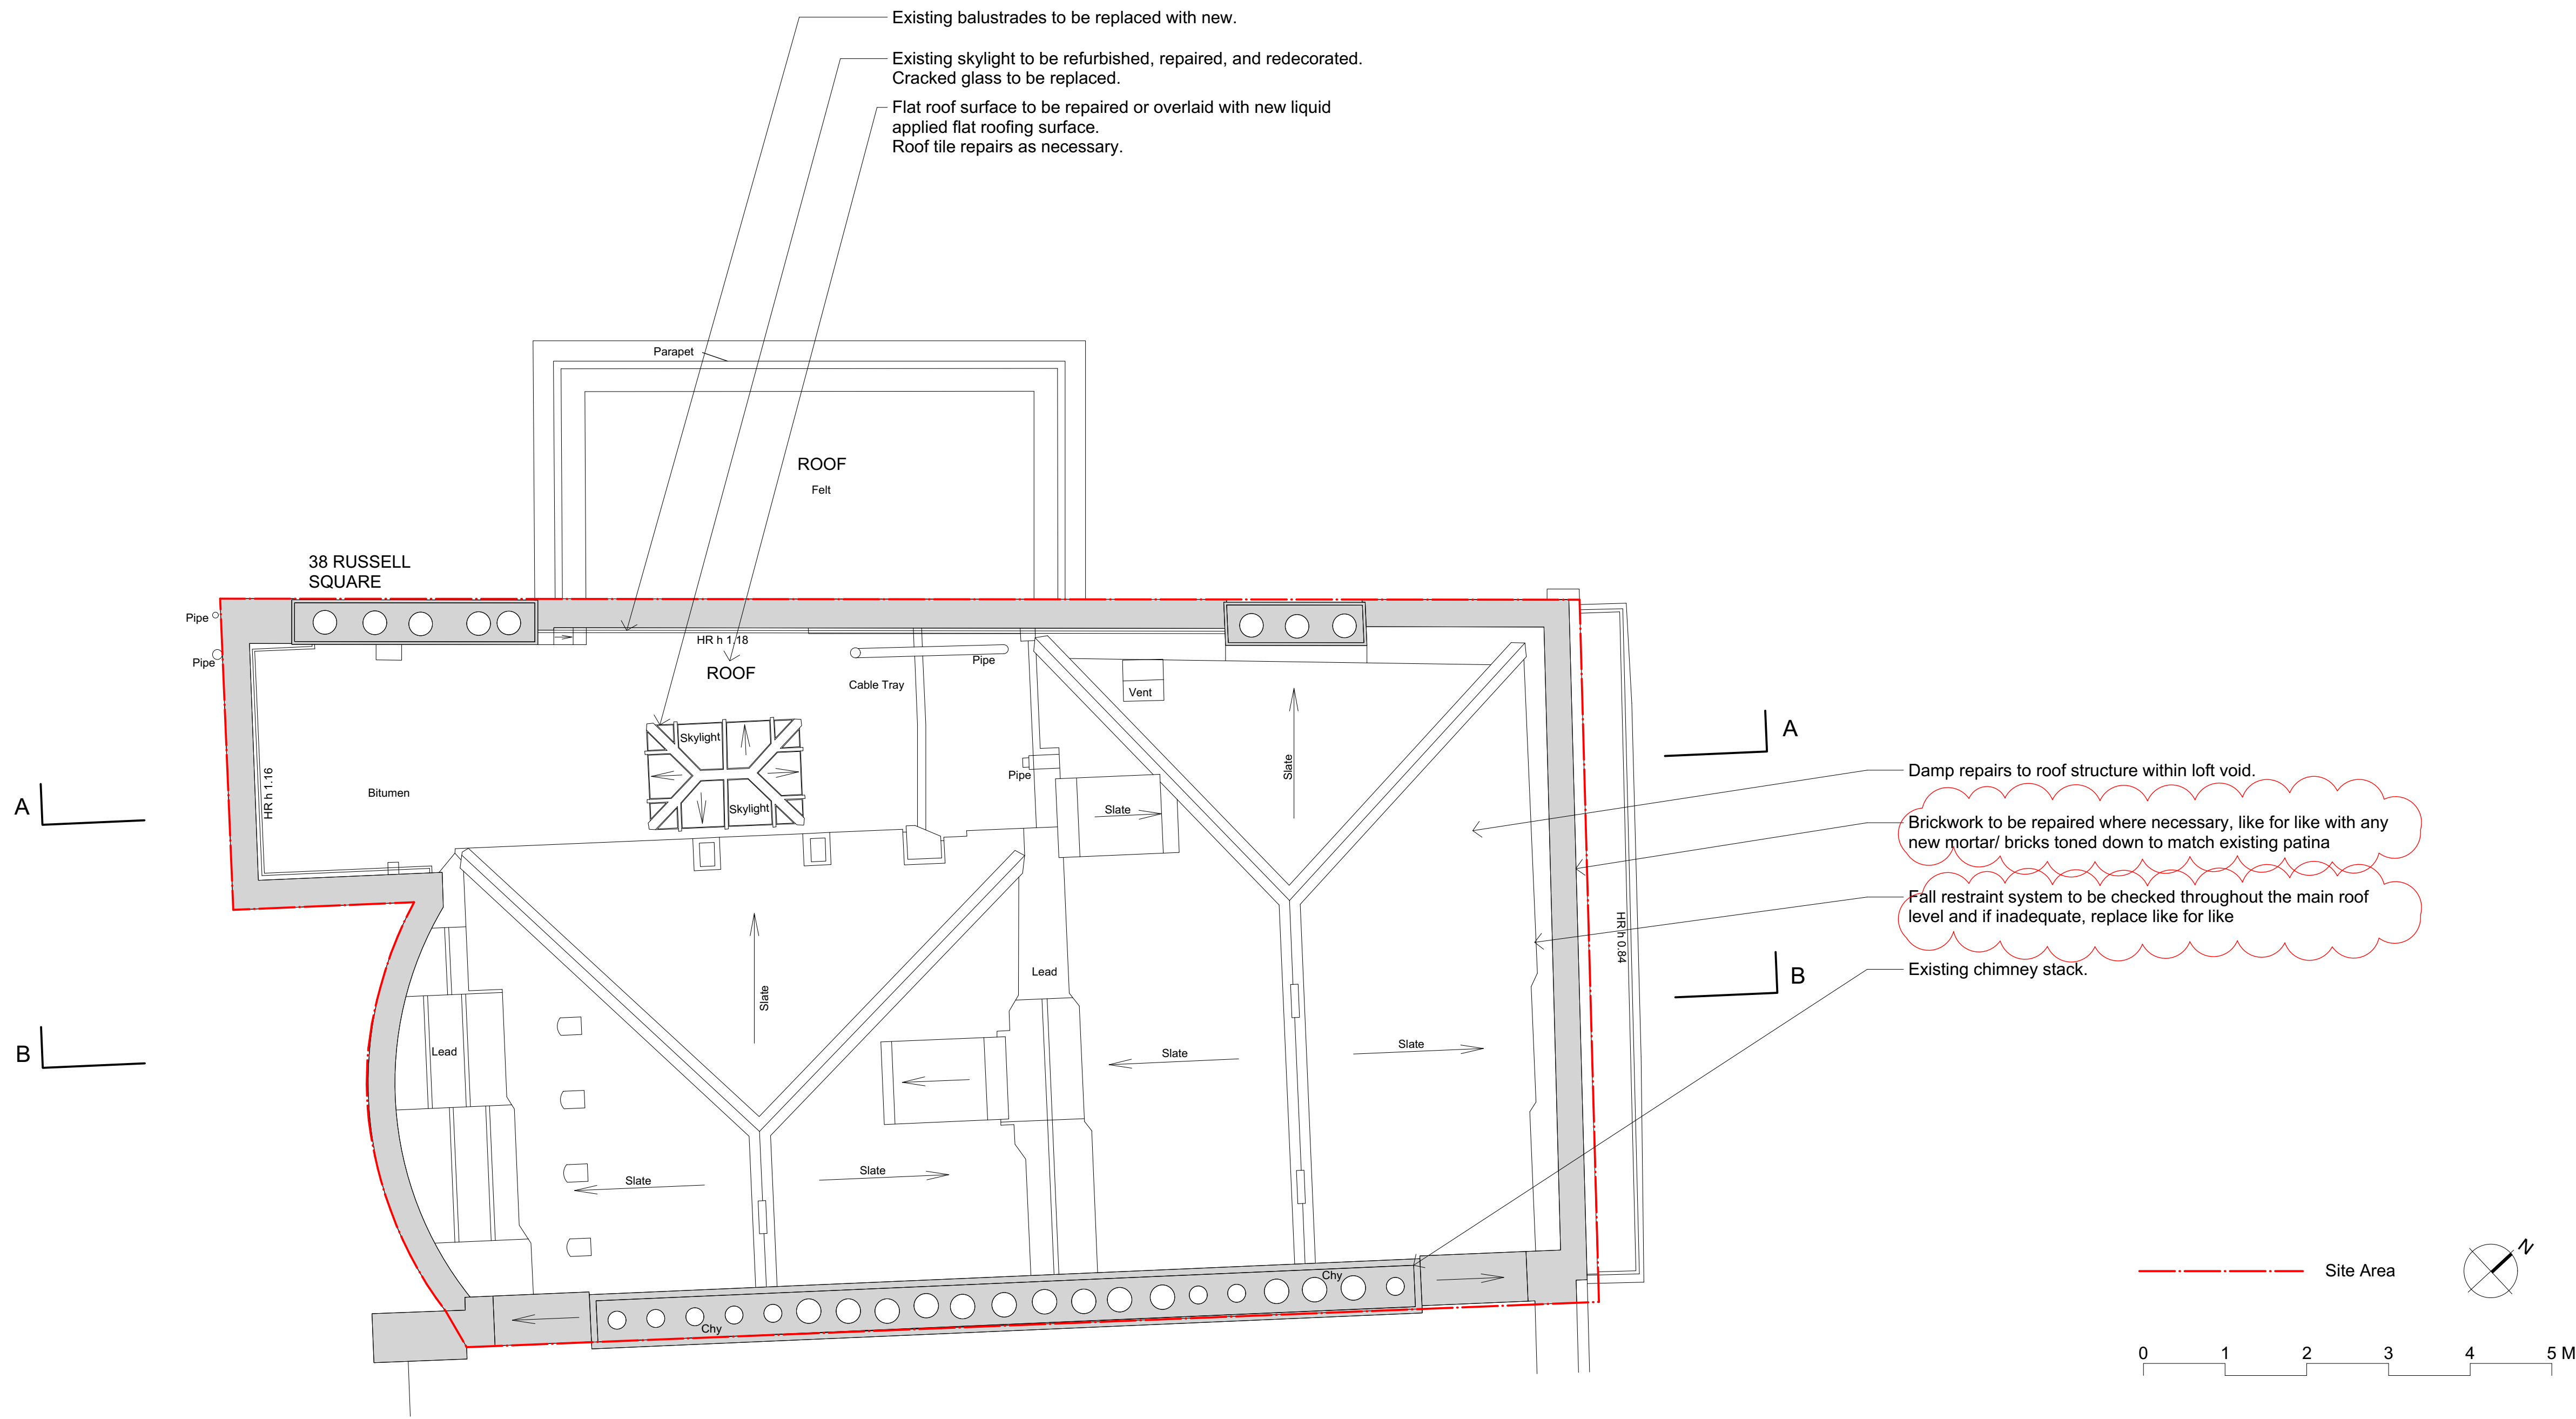 Existing balustrades to be replaced with new.
Existing skylight to be refurbished, repaired, and redecorated.
Cracked glass to be replaced.
Flat roof surface to be repaired or overlaid with new liquid
applied flat roofing surface.
Roof tile repairs as necessary.
Parapet
ROOF
Felt
38 RUSSELL
SQUARE
Pipe
Pipe
HR h 1.18
ROOF
Cable Tray
Pipe
Vent
Skylight
Skylight
HR h 1.16
Bitumen
Pipe
Slate
Slate
A
A
Damp repairs to roof structure within loft void.
Brickwork to be repaired where necessary, like for like with any
new mortar/ bricks toned down to match existing patina
Fall restraint system to be checked throughout the main roof
level and if inadequate, replace like for like
Existing chimney stack.
HR h 0.84
B
B
Lead
Lead
Slate
Slate
Slate
Slate
Slate
Chy
Chy
Site Area
N
0 1 2 3 4 5 M